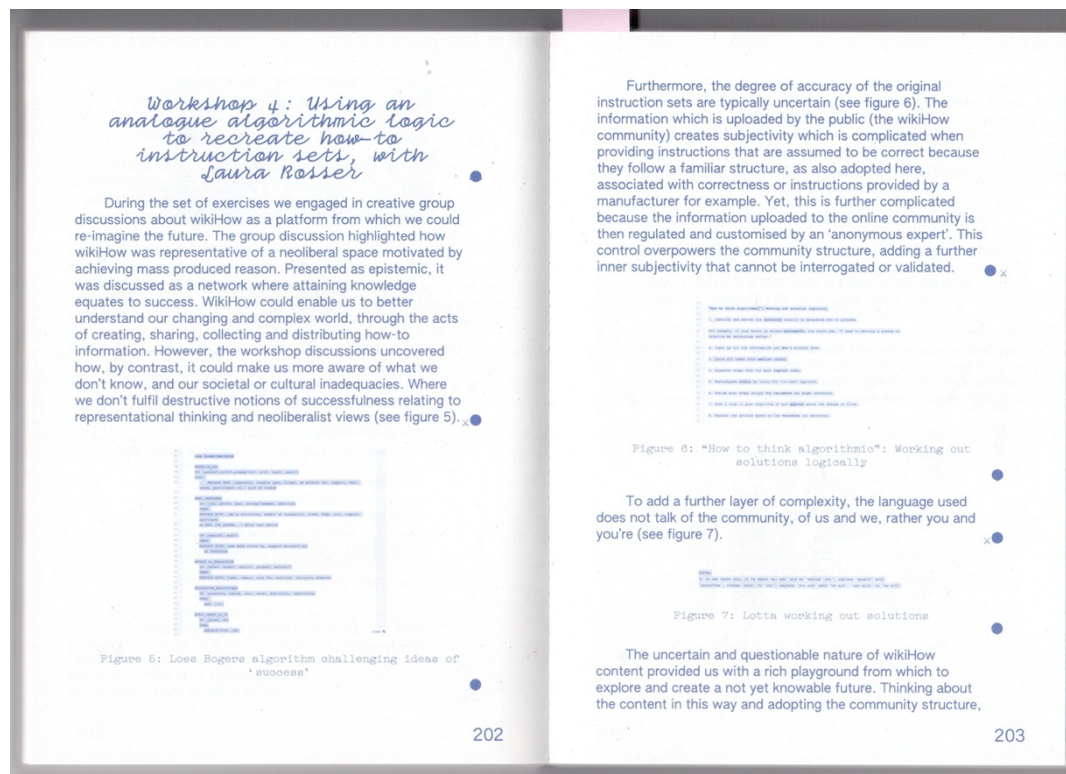 Workshop 4: Using an
analogue algorithmic logic
to recreate how-to
instruction sets, with
Laura Rosser
During the set of exercises we engaged in creative group
discussions about wikiHow as a platform from which we could
re-imagine the future. The group discussion highlighted how
wikiHow was representative of a neoliberal space motivated by
achieving mass produced reason. Presented as epistemic, it
was discussed as a network where attaining knowledge
equates to success. WikiHow could enable us to better
understand our changing and complex world, through the acts
of creating, sharing, collecting and distributing how-to
information. However, the workshop discussions uncovered
how, by contrast, it could make us more aware of what we
don't know, and our societal or cultural inadequacies. Where
we don't fulfil destructive notions of successfulness relating to
representational thinking and neoliberalist views (see figure 5).
Figure 5: Loes Bogers algorithm challenging ideas of
'success'
202
Furthermore, the degree of accuracy of the original
instruction sets are typically uncertain (see figure 6). The
information which is uploaded by the public (the wikiHow
community) creates subjectivity which is complicated when
providing instructions that are assumed to be correct because
they follow a familiar structure, as also adopted here,
associated with correctness or instructions provided by a
manufacturer for example. Yet, this is further complicated
because the information uploaded to the online community is
then regulated and customised by an 'anonymous expert'. This
control overpowers the community structure, adding a further
inner subjectivity that cannot be interrogated or validated.
Figure 6: "How to think algorithmic": Working out
solutions logically
To add a further layer of complexity, the language used
does not talk of the community, of us and we, rather you and
you're (see figure 7).
Figure 7: Lotta working out solutions
The uncertain and questionable nature of wikiHow
content provided us with a rich playground from which to
explore and create a not yet knowable future. Thinking about
the content in this way and adopting the community structure,
203